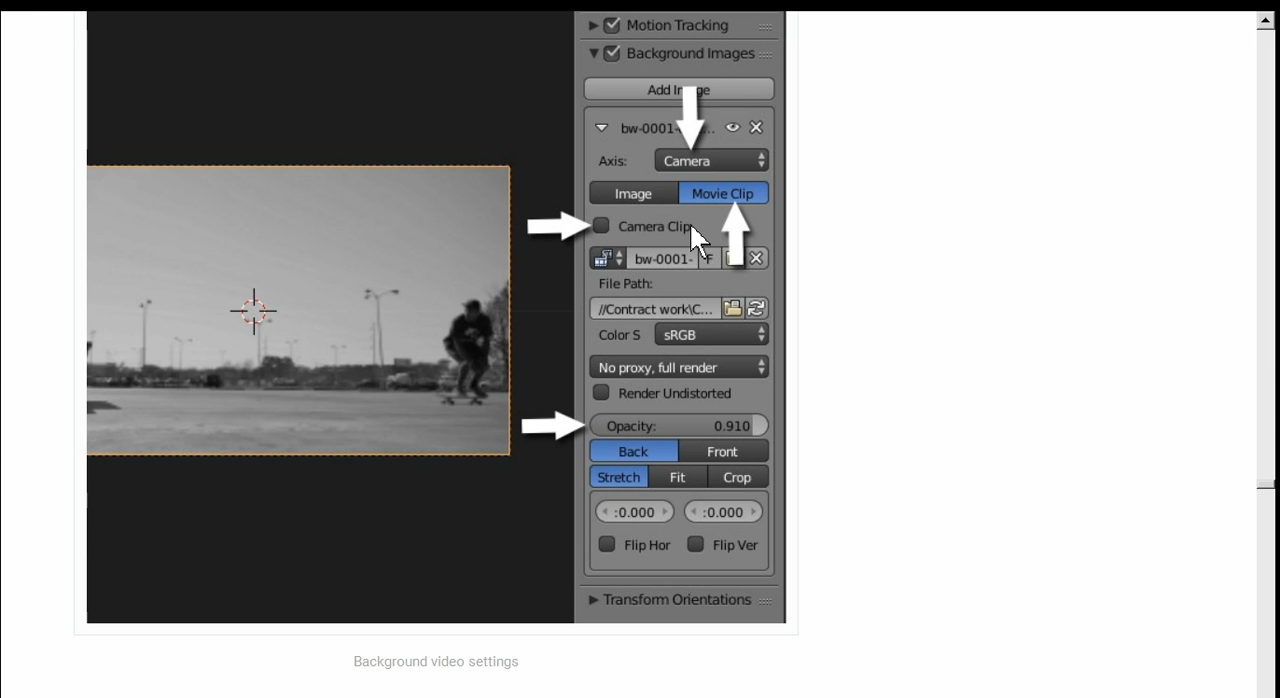 Motion Tracking
Background Images
Add Image
bw-0001-
Axis: Camera
Image Movie Clip
Camera Clip
bw-0001- F
File Path:
//Contract work\C...
Color S sRGB
No proxy, full render
Render Undistorted
Opacity: 0.910
Back Front
Stretch Fit Crop
:0.000 :0.000
Flip Hor Flip Ver
Transform Orientations
Background video settings